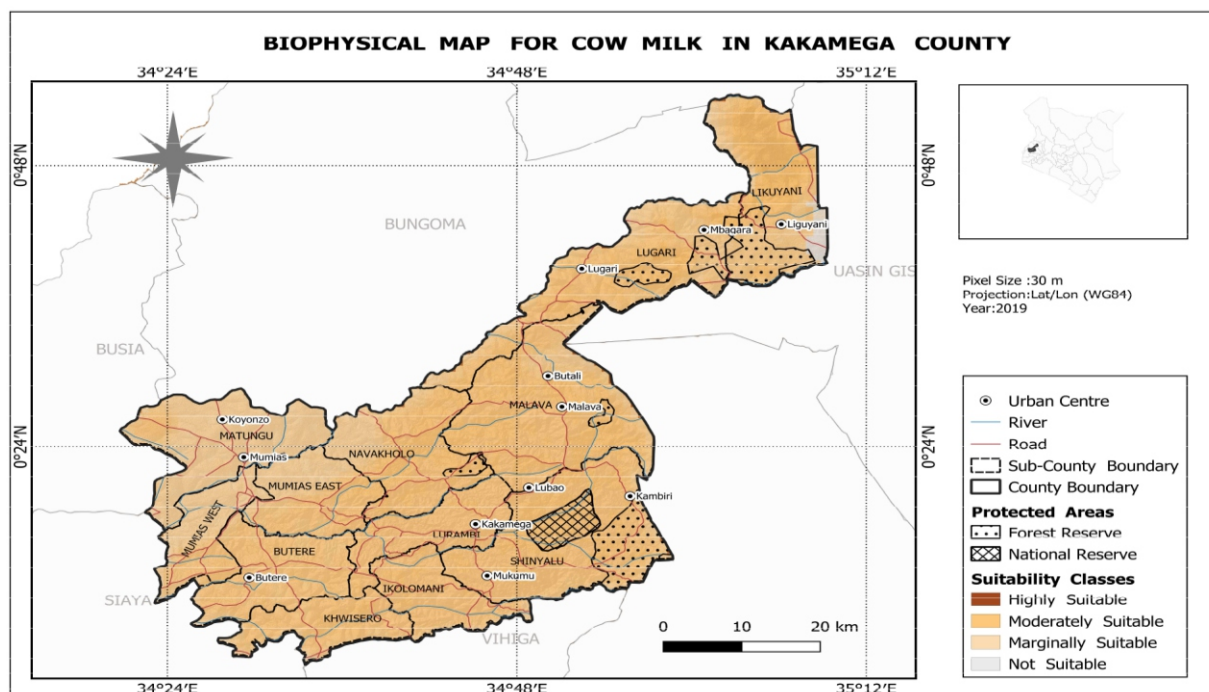 BIOPHYSICAL MAP FOR COW MILK IN KAKAMEGA COUNTY
34°24'E
34°48'E
35°12'E
0°48'N
0°48'N
LIKUYANI
BUNGOMA
Mbagara
Liguyani
LUGARI
Lugari
UASIN GIS
Pixel Size :30 m
Projection:Lat/Lon (WG84)
Year:2019
BUSIA
Butali
MALAVA
Malava
Koyonzo
MATUNGU
0°24'N
0°24'N
NAVAKHOLO
Mumias
MUMIAS EAST
Lubao
Kambiri
MUMIAS WEST
Kakamega
LURAMBI
BUTERE
SHINYALU
Butere
Mukumu
IKOLOMANI
SIAYA
KHWISERO
VIHIGA
0 10 20 km
34°24'E
34°48'E
35°12'E
Urban Centre
River
Road
Sub-County Boundary
County Boundary
Protected Areas
Forest Reserve
National Reserve
Suitability Classes
Highly Suitable
Moderately Suitable
Marginally Suitable
Not Suitable